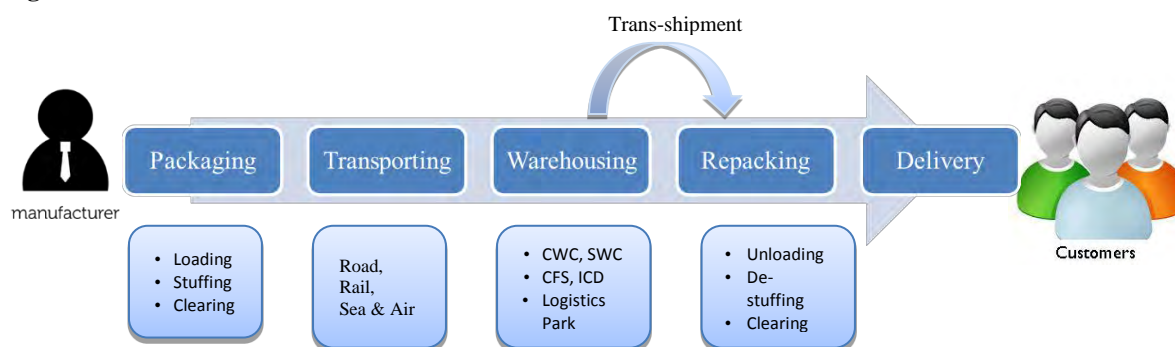 Trans-shipment
Packaging
Transporting
Warehousing
Repacking
Delivery
manufacturer
Customers
• Loading
• Stuffing
• Clearing
Road,
Rail,
Sea & Air
• CWC, SWC
• CFS, ICD
• Logistics
Park
• Unloading
• De-
stuffing
• Clearing